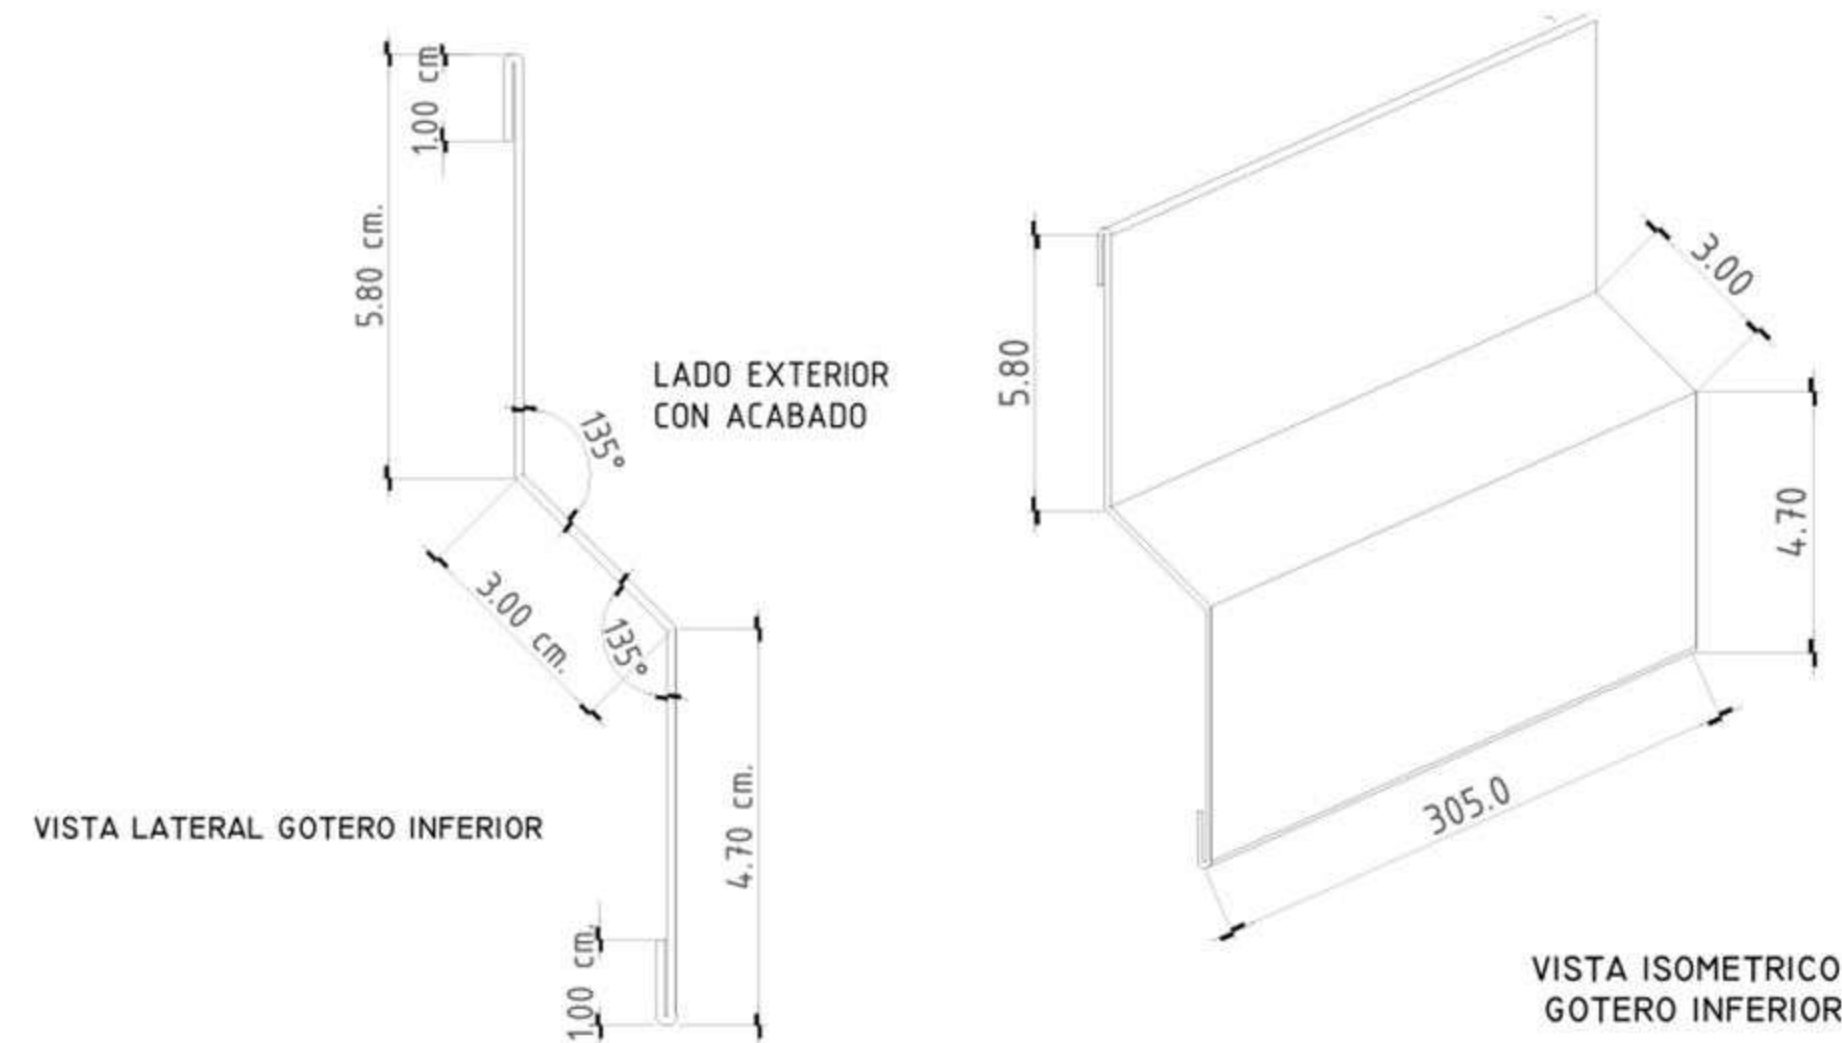 1.00 cm
5.80 cm.
LADO EXTERIOR
CON ACABADO
135°
3.00 cm.
135°
VISTA LATERAL GOTERO INFERIOR
4.70 cm.
1.00 cm.
3.00
5.80
4.70
305.0
VISTA ISOMETRICO
GOTERO INFERIOR